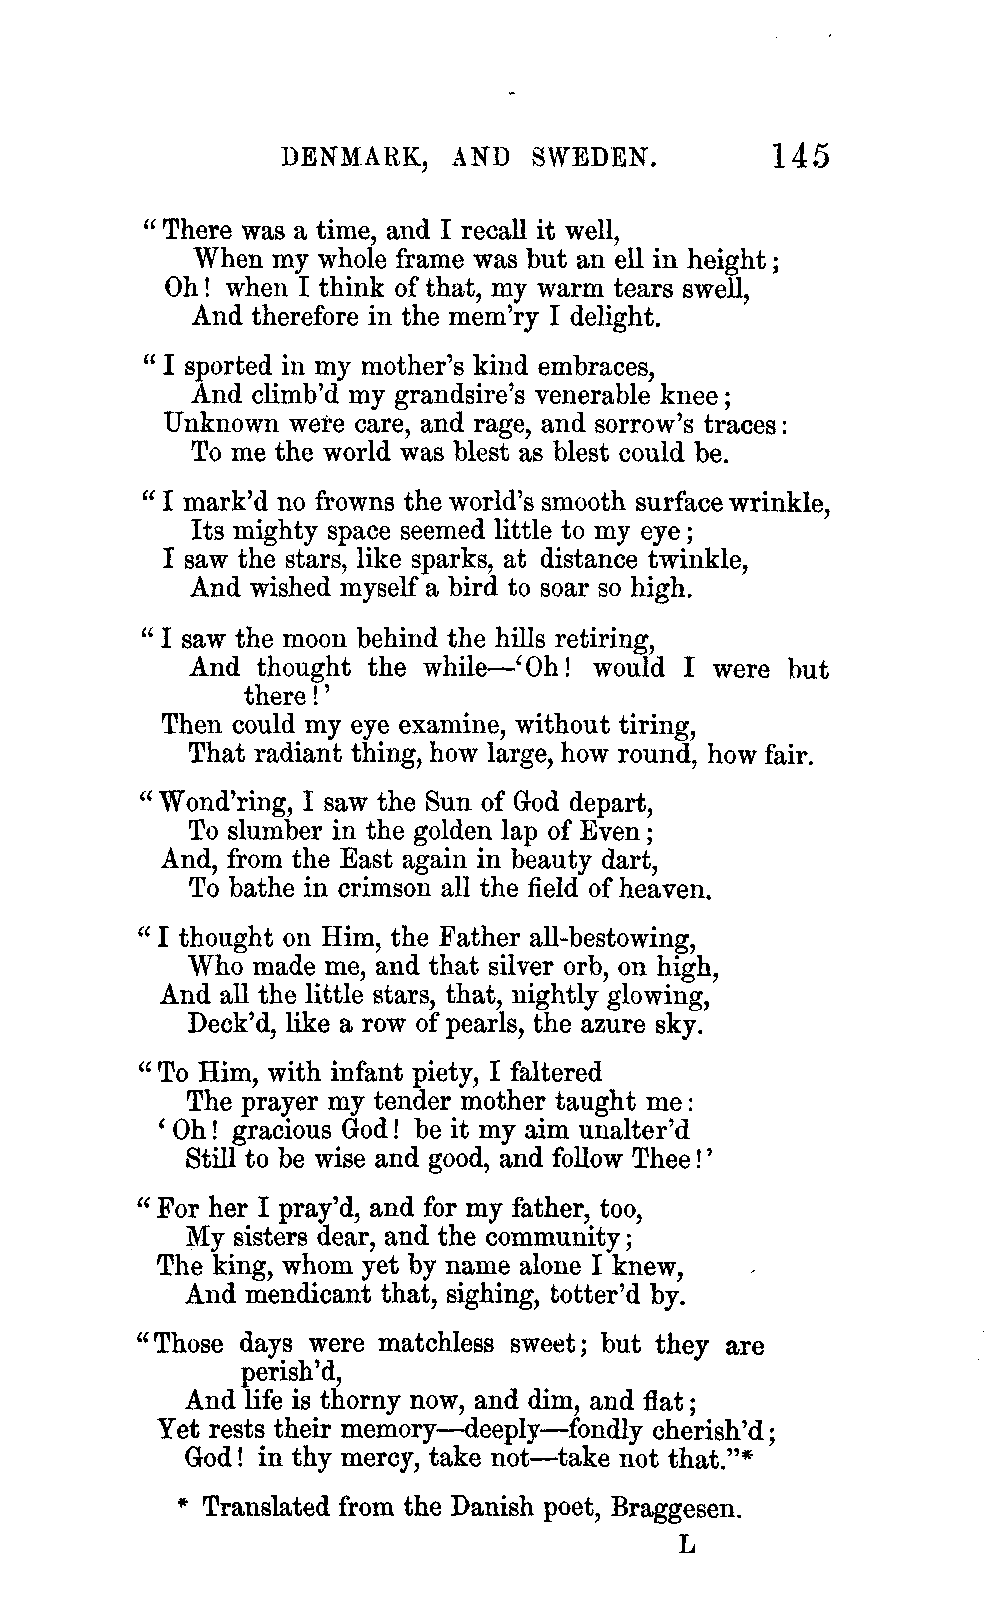 DENMARK, AND SWEDEN. 145
“There was a time, and I recall it well,
When my whole frame was but an ell in height;
Oh! when I think of that, my warm tears swell,
And therefore in the mem’ry I delight.
“I sported in my mother’s kind embraces,
And climb’d my grandsire’s venerable knee;
Unknown were care, and rage, and sorrow’s traces:
To me the world was blest as blest could be.
“I mark’d no frowns the world’s smooth surface wrinkle,
Its mighty space seemed little to my eye;
I saw the stars, like sparks, at distance twinkle,
And wished myself a bird to soar so high.
“I saw the moon behind the hills retiring,
And thought the while—‘Oh! would I were but
there!’
Then could my eye examine, without tiring,
That radiant thing, how large, how round, how fair.
“Wond’ring, I saw the Sun of God depart,
To slumber in the golden lap of Even;
And, from the East again in beauty dart,
To bathe in crimson all the field of heaven.
“I thought on Him, the Father all-bestowing,
Who made me, and that silver orb, on high,
And all the little stars, that, nightly glowing,
Deck’d, like a row of pearls, the azure sky.
“To Him, with infant piety, I faltered
The prayer my tender mother taught me:
‘Oh! gracious God! be it my aim unalter’d
Still to be wise and good, and follow Thee!’
“For her I pray’d, and for my father, too,
My sisters dear, and the community;
The king, whom yet by name alone I knew,
And mendicant that, sighing, totter’d by.
“Those days were matchless sweet; but they are
perish’d,
And life is thorny now, and dim, and flat;
Yet rests their memory—deeply—fondly cherish’d;
God! in thy mercy, take not—take not that.”*
* Translated from the Danish poet, Braggesen.
L